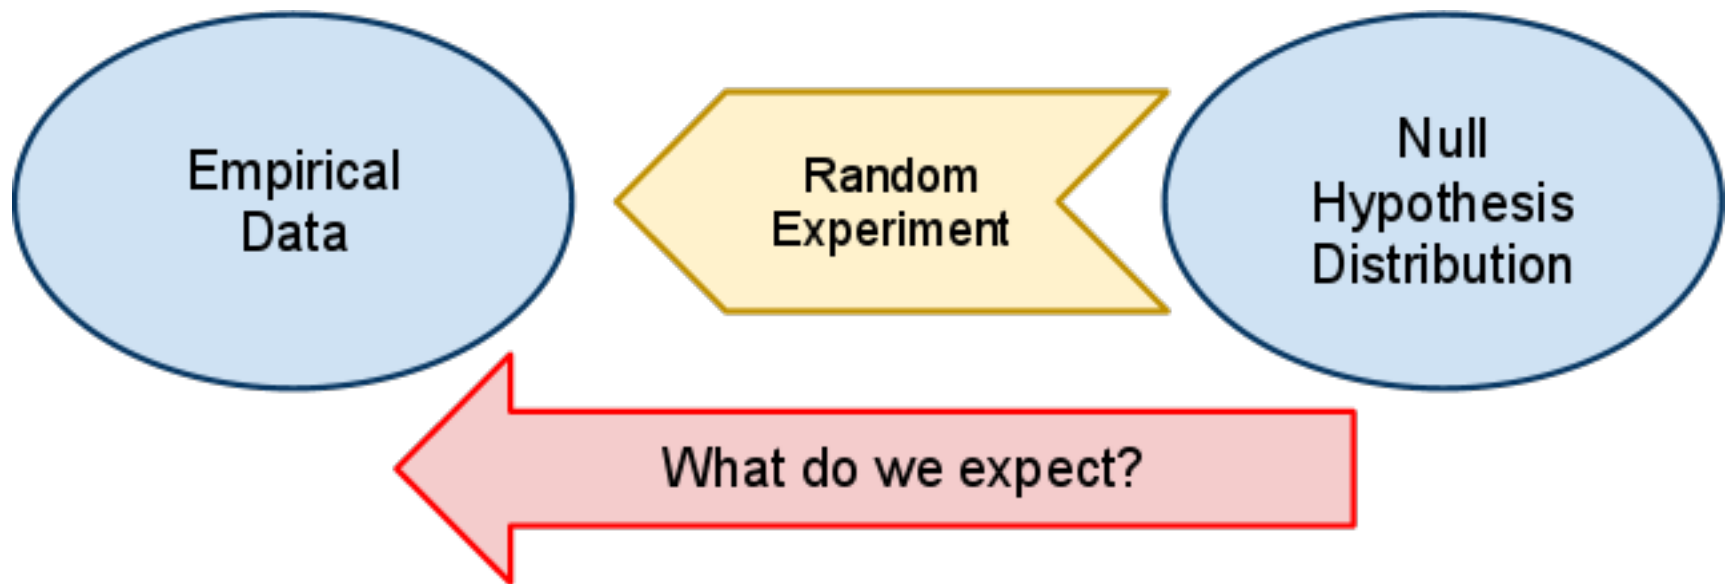 Empirical
Data
Random
Experiment
Null
Hypothesis
Distribution
What do we expect?